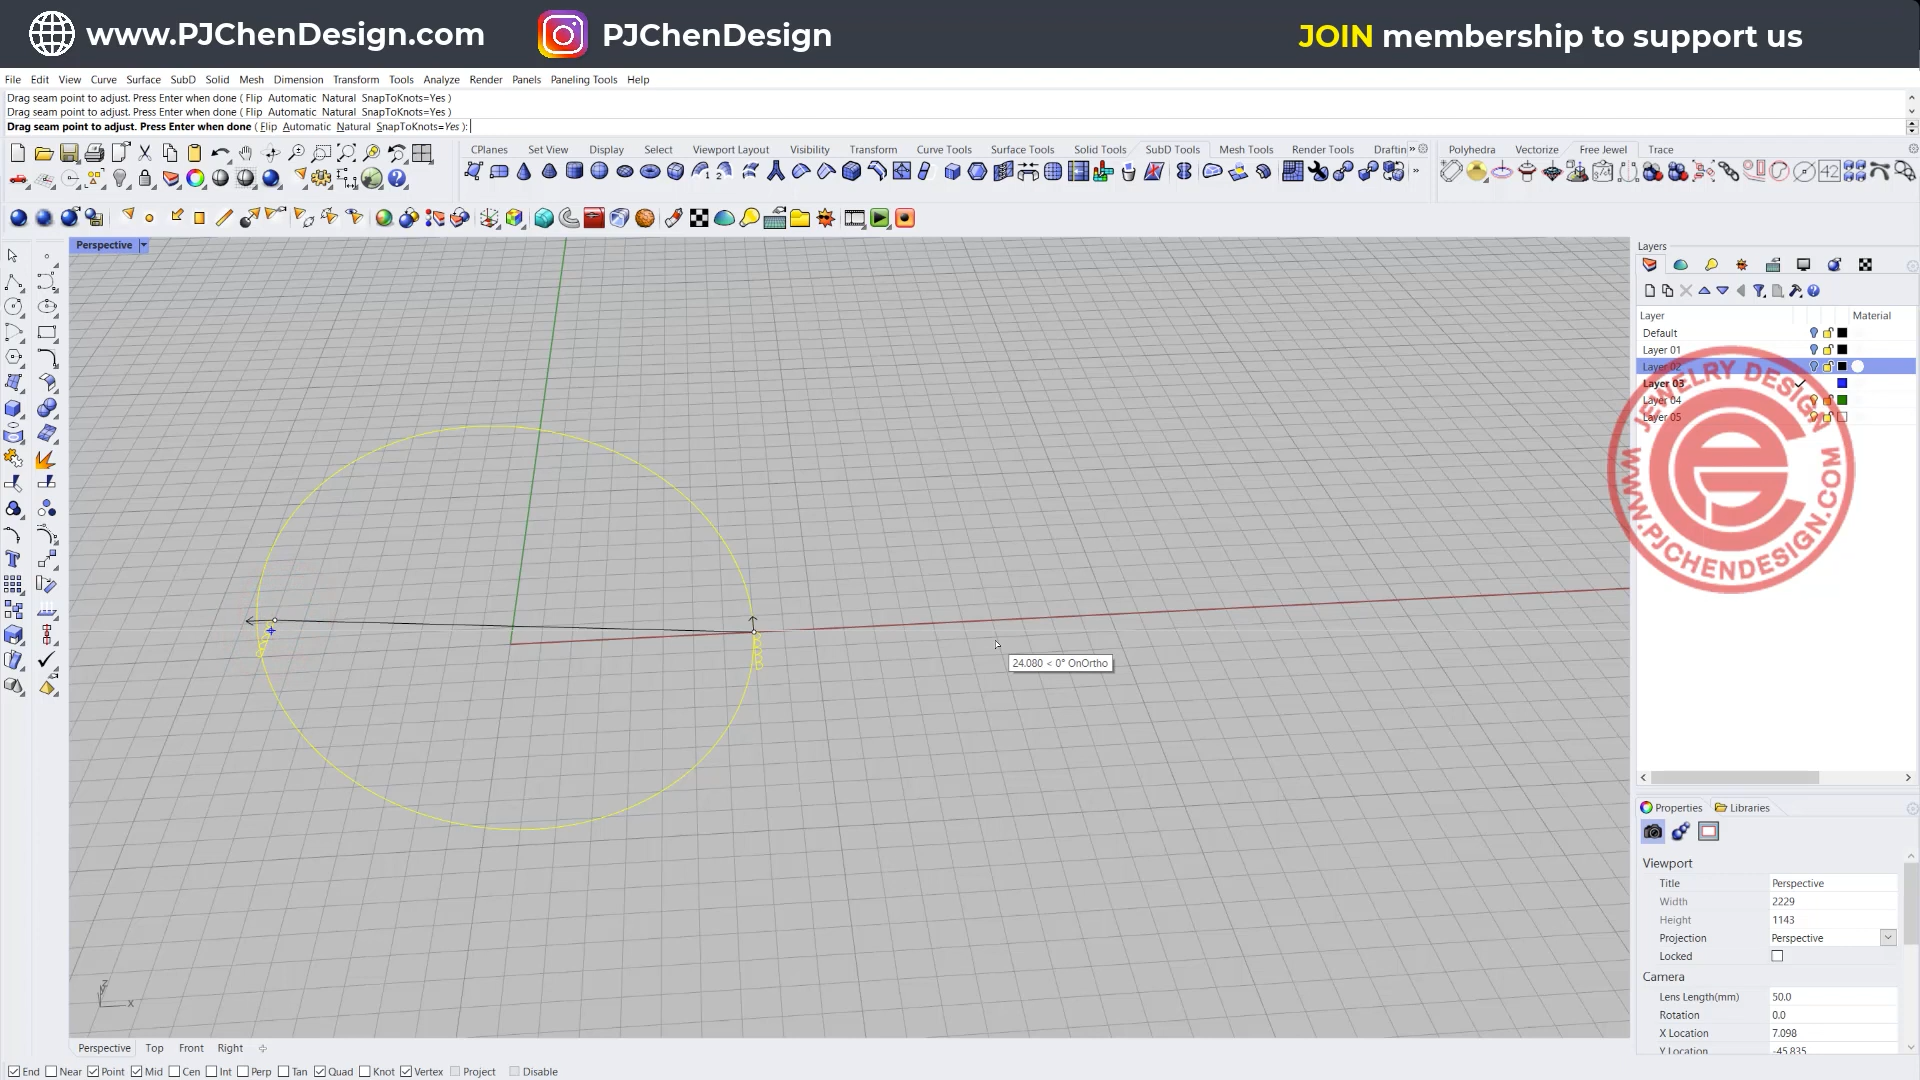 www.PJChenDesign.com PJChenDesign JOIN membership to support us
File Edit View Curve Surface SubD Solid Mesh Dimension Transform Tools Analyze Render Panels Paneling Tools Help
Drag seam point to adjust. Press Enter when done ( Flip Automatic Natural SnapToKnots=Yes )
Drag seam point to adjust. Press Enter when done ( Flip Automatic Natural SnapToKnots=Yes )
Drag seam point to adjust. Press Enter when done ( Flip Automatic Natural SnapToKnots=Yes ):
CPlanes Set View Display Select Viewport Layout Visibility Transform Curve Tools Surface Tools Solid Tools SubD Tools Mesh Tools Render Tools Draftin » Polyhedra Vectorize Free Jewel Trace
Perspective
Layers
Layer Material
Default
Layer 01
Layer 02
Layer 03
Layer 04
Layer 05
JEWELRY DESIGN
WWW.PJCHENDESIGN.COM
24.080 < 0° OnOrtho
Properties Libraries
Viewport
Title Perspective
Width 2229
Height 1143
Projection Perspective
Locked
Camera
Lens Length(mm) 50.0
Rotation 0.0
X Location 7.098
Y Location -45.835
z
x
Perspective Top Front Right
End Near Point Mid Cen Int Perp Tan Quad Knot Vertex Project Disable